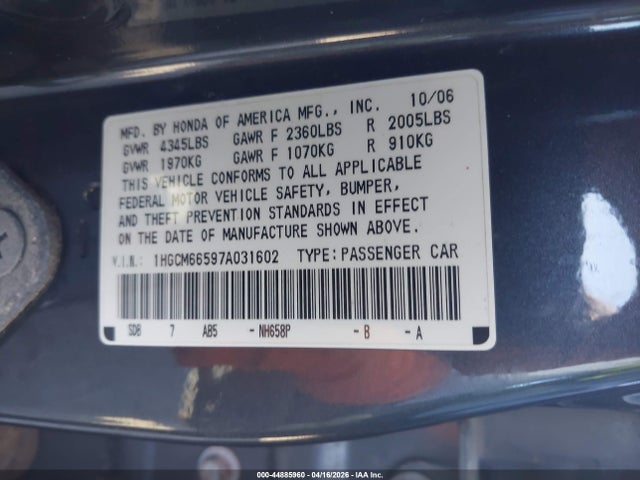 MFD. BY HONDA OF AMERICA MFG., INC. 10/06
GVWR 4345LBS GAWR F 2360LBS R 2005LBS
GVWR 1970KG GAWR F 1070KG R 910KG
THIS VEHICLE CONFORMS TO ALL APPLICABLE
FEDERAL MOTOR VEHICLE SAFETY, BUMPER,
AND THEFT PREVENTION STANDARDS IN EFFECT
ON THE DATE OF MANUFACTURE SHOWN ABOVE.
V.I.N.: 1HGCM66597A031602 TYPE: PASSENGER CAR
SDB 7 AB5 -NH658P -B -A
000-44885960 - 04/16/2026 - IAA Inc.